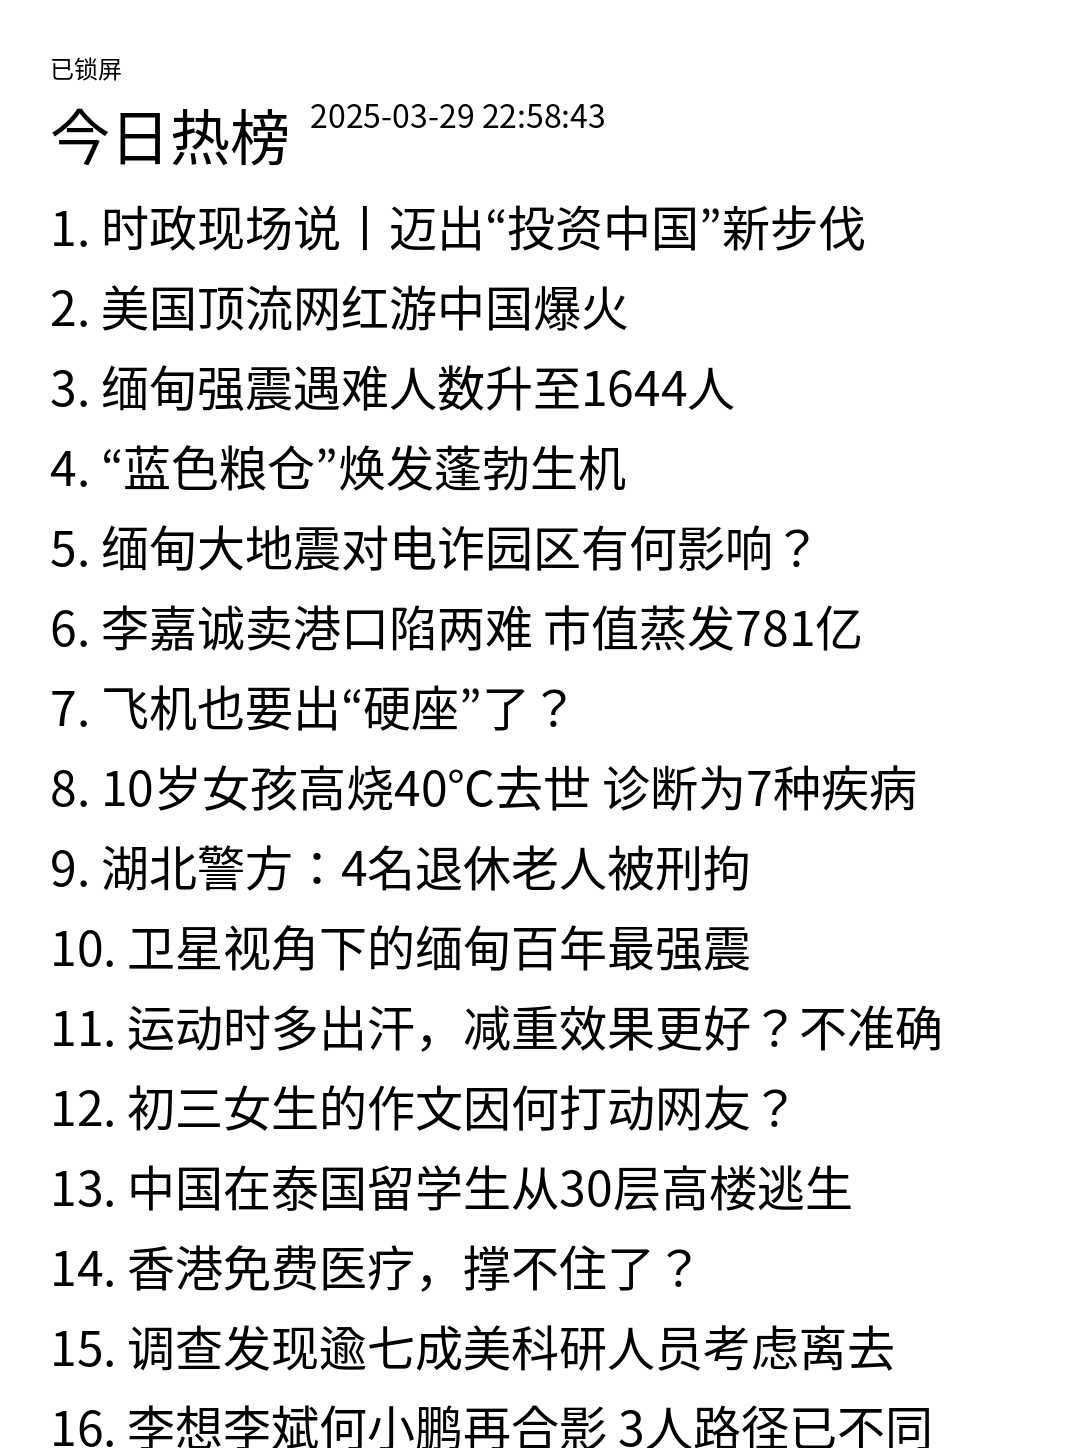 已锁屏
今日热榜 2025-03-29 22:58:43
1. 时政现场说丨迈出“投资中国”新步伐
2. 美国顶流网红游中国爆火
3. 缅甸强震遇难人数升至1644人
4. “蓝色粮仓”焕发蓬勃生机
5. 缅甸大地震对电诈园区有何影响？
6. 李嘉诚卖港口陷两难 市值蒸发781亿
7. 飞机也要出“硬座”了？
8. 10岁女孩高烧40℃去世 诊断为7种疾病
9. 湖北警方：4名退休老人被刑拘
10. 卫星视角下的缅甸百年最强震
11. 运动时多出汗，减重效果更好？不准确
12. 初三女生的作文因何打动网友？
13. 中国在泰国留学生从30层高楼逃生
14. 香港免费医疗，撑不住了？
15. 调查发现逾七成美科研人员考虑离去
16. 李想李斌何小鹏再合影 3人路径已不同